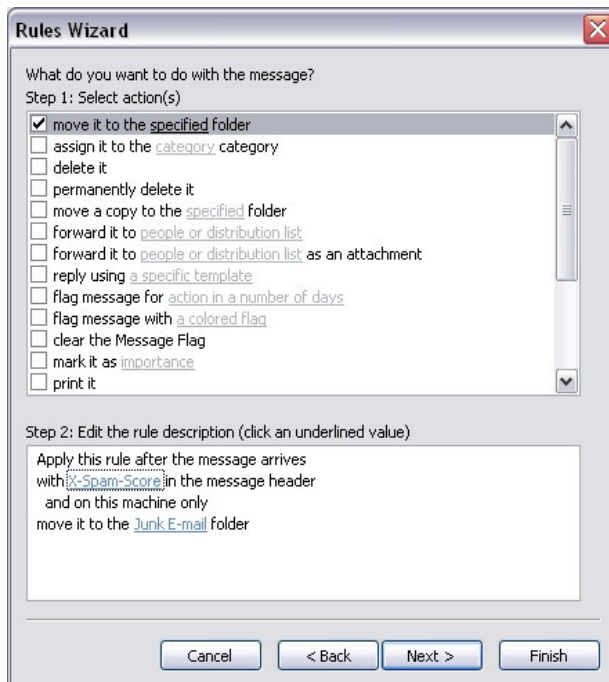 Rules Wizard
What do you want to do with the message?
Step 1: Select action(s)
move it to the specified folder
assign it to the category category
delete it
permanently delete it
move a copy to the specified folder
forward it to people or distribution list
forward it to people or distribution list as an attachment
reply using a specific template
flag message for action in a number of days
flag message with a colored flag
clear the Message Flag
mark it as importance
print it
Step 2: Edit the rule description (click an underlined value)
Apply this rule after the message arrives
with X-Spam-Score in the message header
and on this machine only
move it to the Junk E-mail folder
Cancel < Back Next > Finish